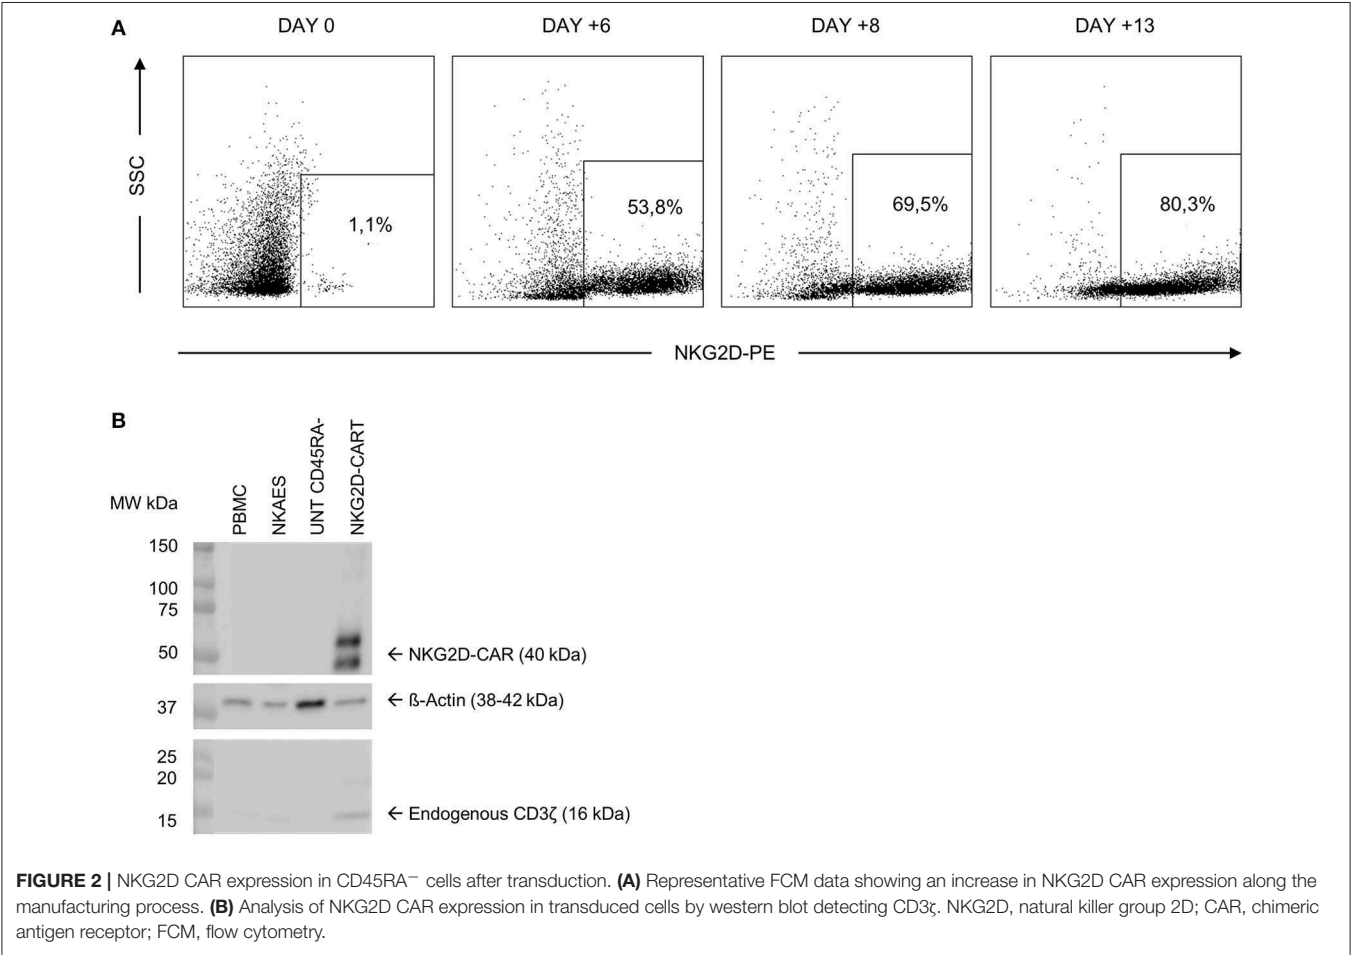 A
DAY 0
DAY +6
DAY +8
DAY +13
SSC
1,1%
53,8%
69,5%
80,3%
NKG2D-PE
B
MW kDa
PBMC
NKAES
UNT CD45RA-
NKG2D-CART
150
100
75
50
← NKG2D-CAR (40 kDa)
37
← ß-Actin (38-42 kDa)
25
20
15
← Endogenous CD3ζ (16 kDa)
FIGURE 2 | NKG2D CAR expression in CD45RA− cells after transduction. (A) Representative FCM data showing an increase in NKG2D CAR expression along the
manufacturing process. (B) Analysis of NKG2D CAR expression in transduced cells by western blot detecting CD3ζ. NKG2D, natural killer group 2D; CAR, chimeric
antigen receptor; FCM, flow cytometry.